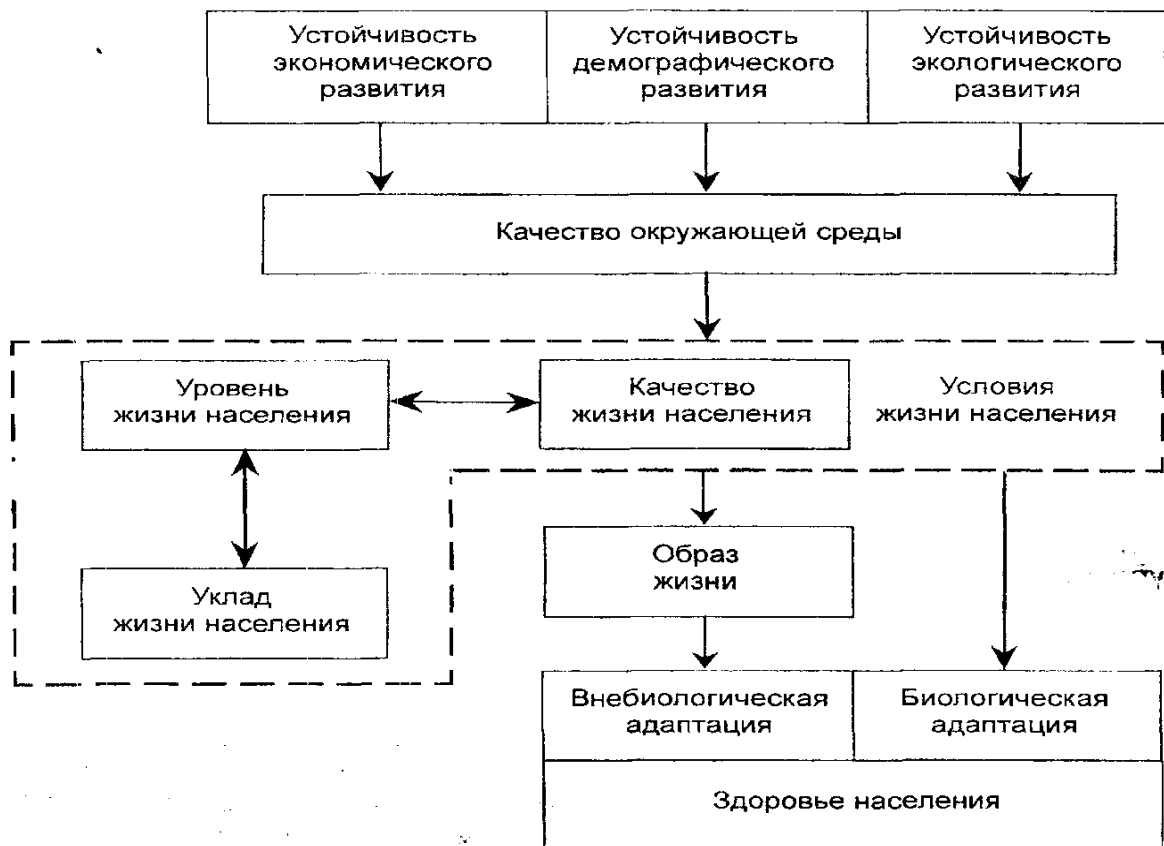 Устойчивость
экономического
развития
Устойчивость
демографического
развития
Устойчивость
экологического
развития
Качество окружающей среды
Уровень
жизни населения
Качество
жизни населения
Условия
жизни населения
Образ
жизни
Уклад
жизни населения
Внебиологическая
адаптация
Биологическая
адаптация
Здоровье населения